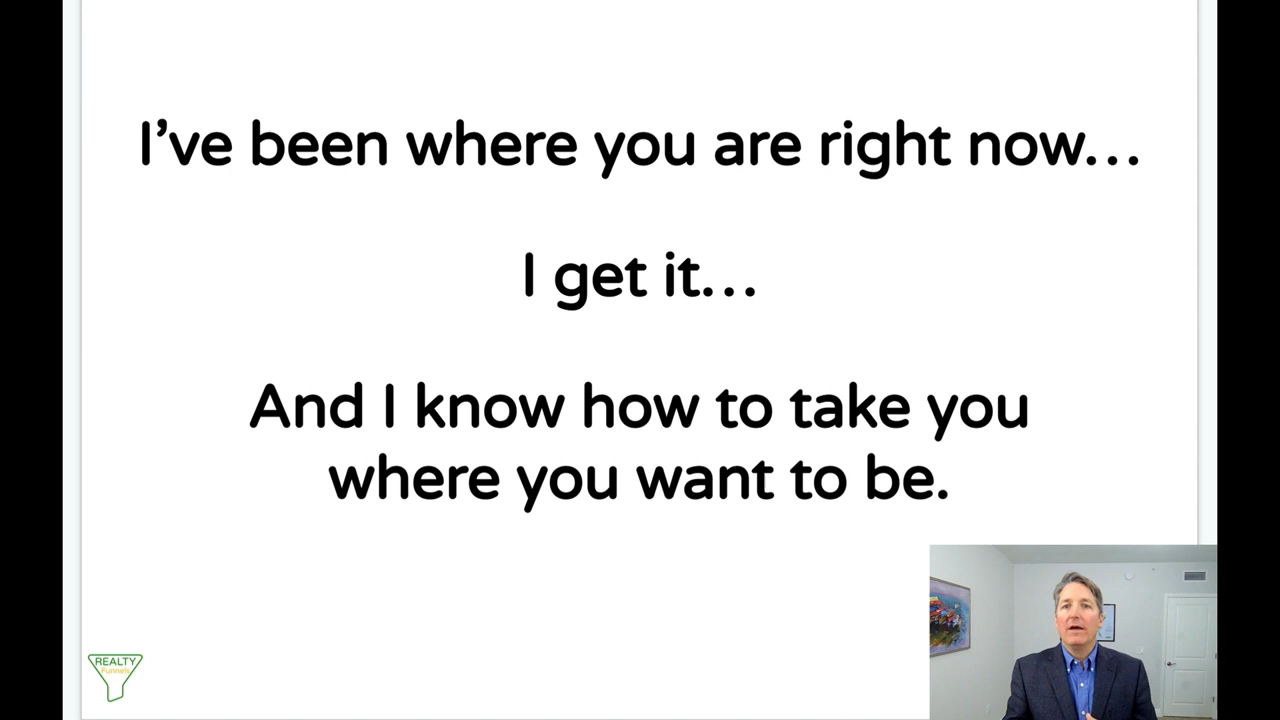 I’ve been where you are right now…
I get it…
And I know how to take you
where you want to be.
REALTY
Funnels